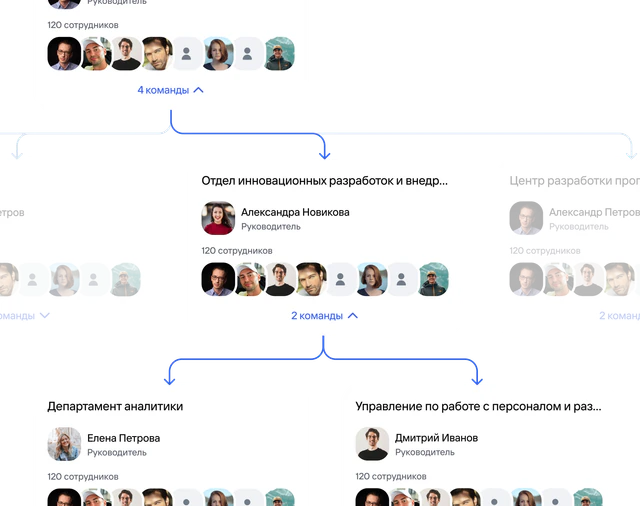 Руководитель
120 сотрудников
4 команды
Отдел инновационных разработок и внедр...
Александра Новикова
Руководитель
120 сотрудников
2 команды
Центр разработки
Александр Петров
Руководитель
120 сотрудников
2
Департамент аналитики
Елена Петрова
Руководитель
120 сотрудников
Управление по работе с персоналом и раз...
Дмитрий Иванов
Руководитель
120 сотрудников